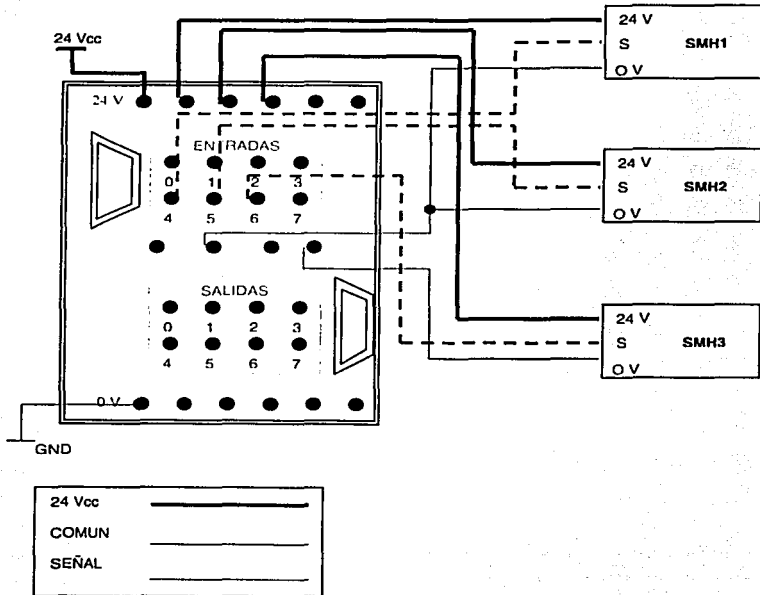 24 Vcc
24 V
ENTRADAS
0 1 2 3
4 5 6 7
SALIDAS
0 1 2 3
4 5 6 7
0 V
GND
24 V
S SMH1
O V
24 V
S SMH2
O V
24 V
S SMH3
O V
24 Vcc
COMUN
SEÑAL